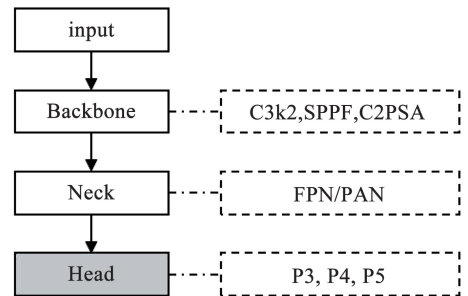 input
Backbone
C3k2,SPPF,C2PSA
Neck
FPN/PAN
Head
P3, P4, P5